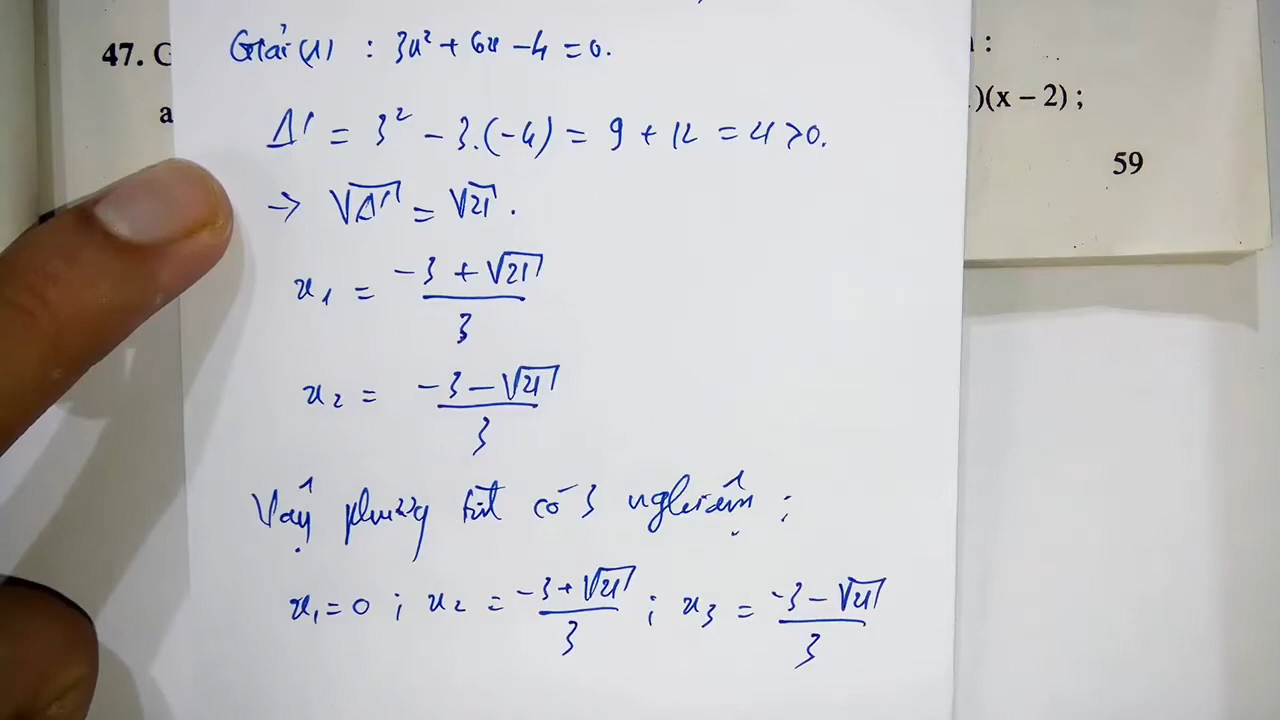 47. G
a
:
)(x – 2) ;
59
Giải (1) : 3x² + 6x – 4 = 0.
Δ' = 3² – 3.(-4) = 9 + 12 = 21 > 0.
→ √Δ' = √21.
x₁ = (-3 + √21)/3
x₂ = (-3 – √21)/3
Vậy phương trình có 3 nghiệm :
x₁ = 0 ; x₂ = (-3 + √21)/3 ; x₃ = (-3 – √21)/3